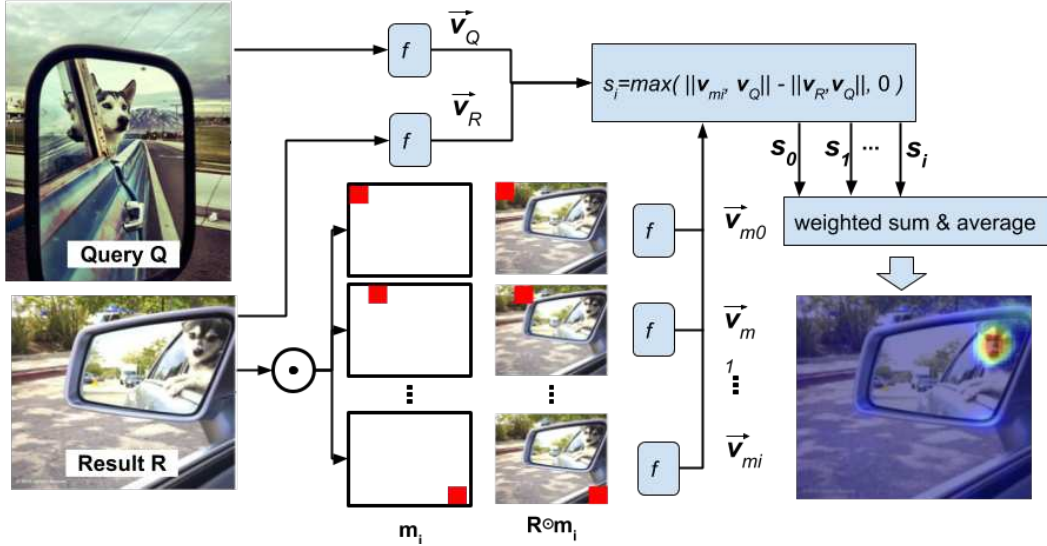 f
v_Q
f
v_R
s_i=max( ||v_mi, v_Q|| - ||v_R,v_Q||, 0 )
s_0 s_1 ... s_i
weighted sum & average
Query Q
Result R
f
v_m0
f
v_m
1
f
v_mi
m_i
R⊙m_i